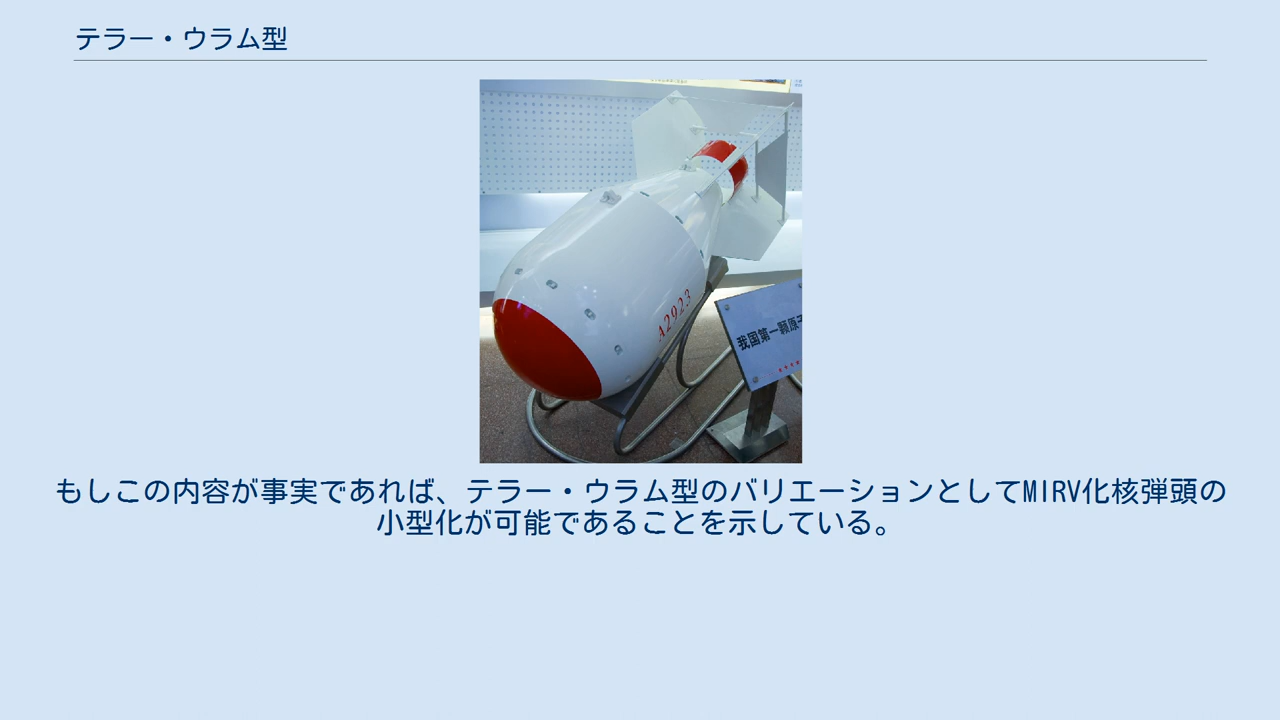 テラー・ウラム型
A2923
我国第一颗原子
もしこの内容が事実であれば、テラー・ウラム型のバリエーションとしてMIRV化核弾頭の
小型化が可能であることを示している。